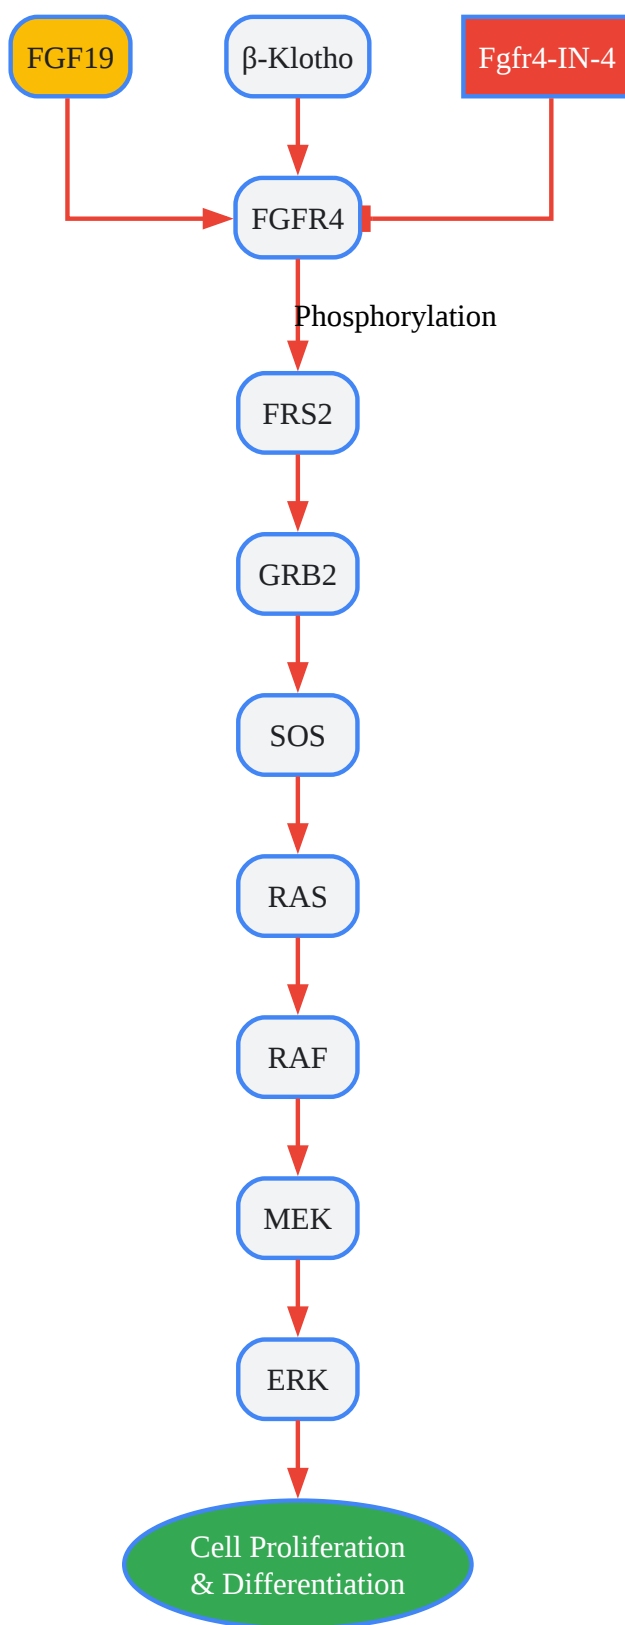 FGF19
β-Klotho
Fgfr4-IN-4
FGFR4
Phosphorylation
FRS2
GRB2
SOS
RAS
RAF
MEK
ERK
Cell Proliferation
& Differentiation